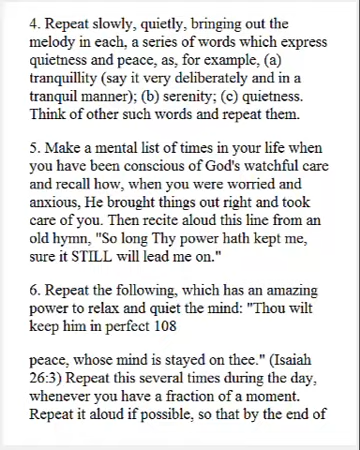 4. Repeat slowly, quietly, bringing out the
melody in each, a series of words which express
quietness and peace, as, for example, (a)
tranquillity (say it very deliberately and in a
tranquil manner); (b) serenity; (c) quietness.
Think of other such words and repeat them.
5. Make a mental list of times in your life when
you have been conscious of God's watchful care
and recall how, when you were worried and
anxious, He brought things out right and took
care of you. Then recite aloud this line from an
old hymn, "So long Thy power hath kept me,
sure it STILL will lead me on."
6. Repeat the following, which has an amazing
power to relax and quiet the mind: "Thou wilt
keep him in perfect 108
peace, whose mind is stayed on thee." (Isaiah
26:3) Repeat this several times during the day,
whenever you have a fraction of a moment.
Repeat it aloud if possible, so that by the end of